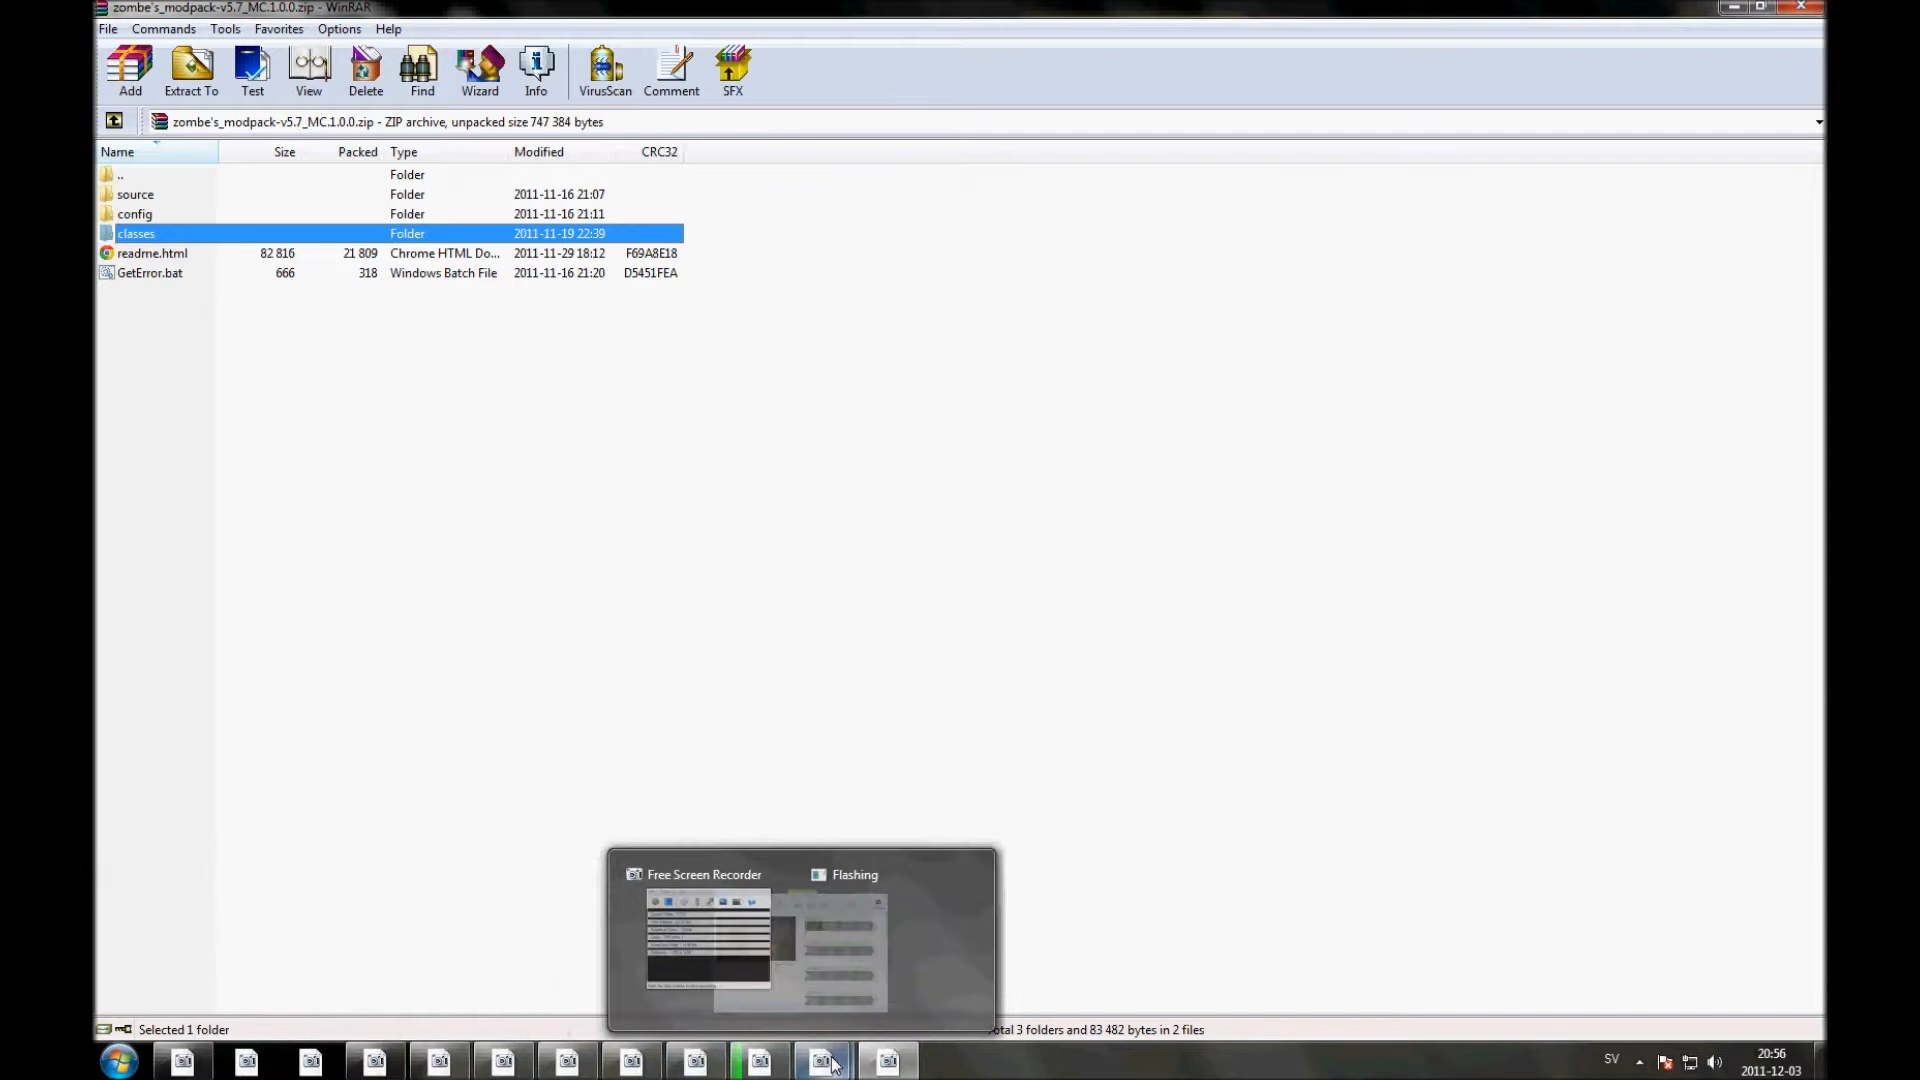 zombe's_modpack-v5.7_MC.1.0.0.zip - WinRAR
File Commands Tools Favorites Options Help
Add Extract To Test View Delete Find Wizard Info VirusScan Comment SFX
zombe's_modpack-v5.7_MC.1.0.0.zip - ZIP archive, unpacked size 747 384 bytes
Name Size Packed Type Modified CRC32
.. Folder
source Folder 2011-11-16 21:07
config Folder 2011-11-16 21:11
classes Folder 2011-11-19 22:39
readme.html 82 816 21 809 Chrome HTML Do... 2011-11-29 18:12 F69A8E18
GetError.bat 666 318 Windows Batch File 2011-11-16 21:20 D5451FEA
Free Screen Recorder Flashing
Selected 1 folder otal 3 folders and 83 482 bytes in 2 files
SV 20:56
2011-12-03